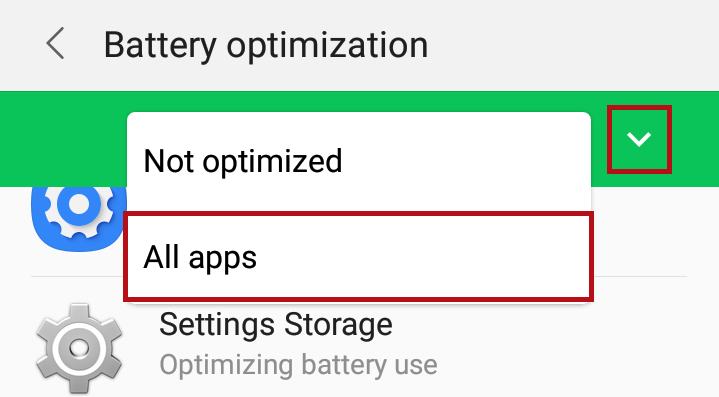 Battery optimization
Not optimized
All apps
Settings Storage
Optimizing battery use